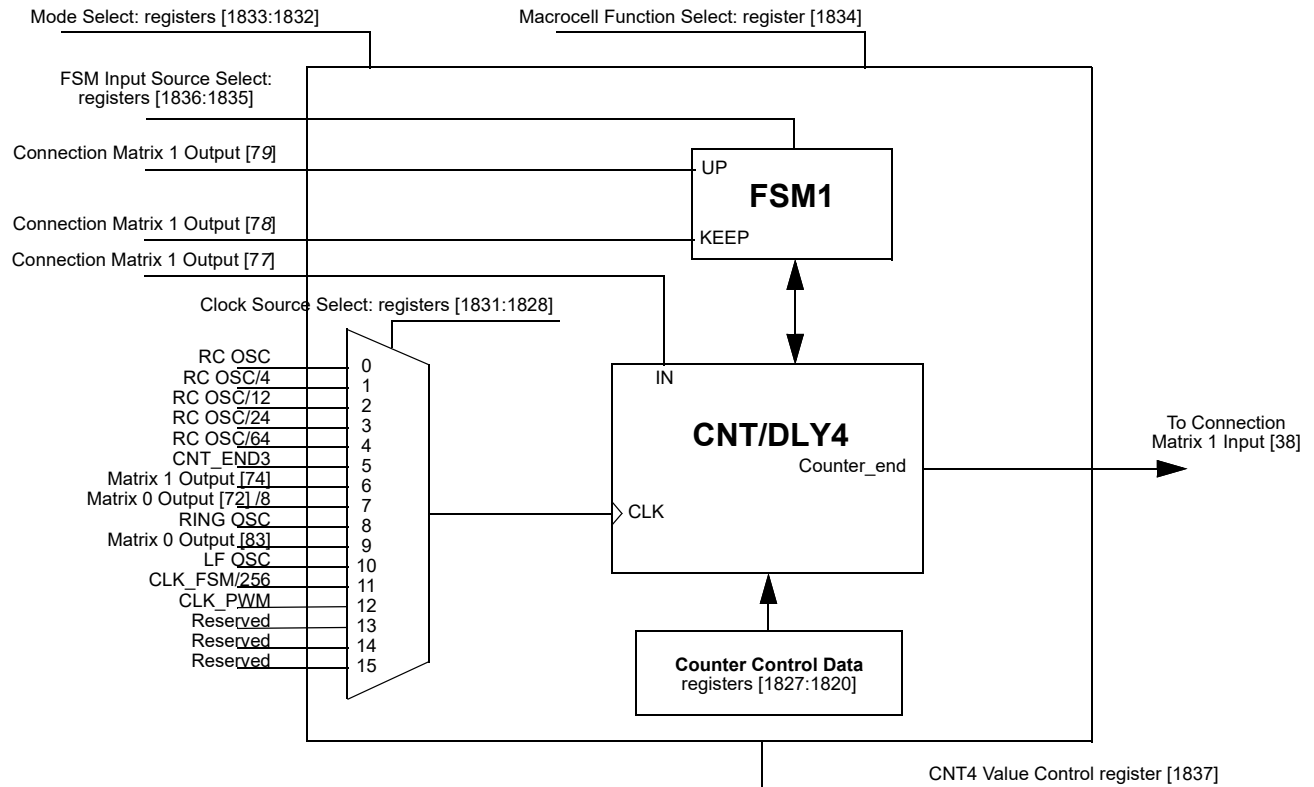 Mode Select: registers [1833:1832]
Macrocell Function Select: register [1834]
FSM Input Source Select:
registers [1836:1835]
Connection Matrix 1 Output [79]
UP
FSM1
Connection Matrix 1 Output [78]
KEEP
Connection Matrix 1 Output [77]
Clock Source Select: registers [1831:1828]
RC OSC 0
RC OSC/4 1
RC OSC/12 2
RC OSC/24 3
RC OSC/64 4
CNT_END3 5
Matrix 1 Output [74] 6
Matrix 0 Output [72] /8 7
RING OSC 8
Matrix 0 Output [83] 9
LF OSC 10
CLK_FSM/256 11
CLK_PWM 12
Reserved 13
Reserved 14
Reserved 15
IN
CNT/DLY4
Counter_end
CLK
To Connection
Matrix 1 Input [38]
Counter Control Data
registers [1827:1820]
CNT4 Value Control register [1837]